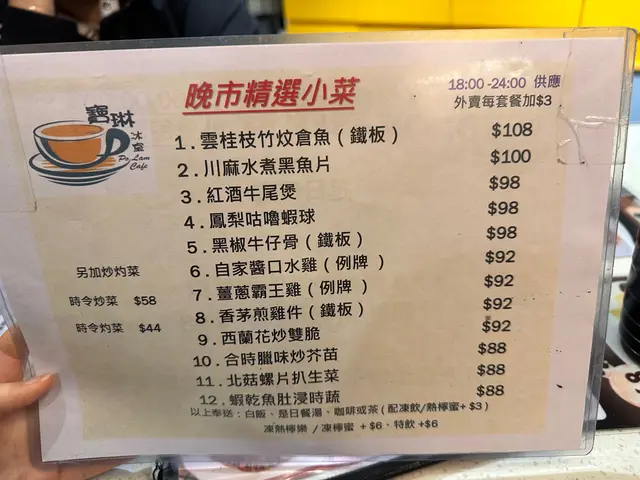 寶琳
冰室
Po Lam
Cafe
晚市精選小菜
18:00 -24:00 供應
外賣每套餐加$3
1.雲桂枝竹炆倉魚(鐵板) $108
2.川麻水煮黑魚片 $100
3.紅酒牛尾煲 $98
4.鳳梨咕嚕蝦球 $98
5.黑椒牛仔骨(鐵板) $98
6.自家醬口水雞(例牌) $92
7.薑蔥霸王雞(例牌) $92
8.香茅煎雞件(鐵板) $92
9.西蘭花炒雙脆 $92
10.合時臘味炒芥苗 $88
11.北菇螺片扒生菜 $88
12.蝦乾魚肚浸時蔬 $88
另加炒灼菜
時令炒菜 $58
時令灼菜 $44
以上奉送:白飯、是日餐湯、咖啡或茶(配凍飲/熱檸蜜+ $3)
凍熱檸樂 / 凍檸蜜 +$6、特飲 +$6